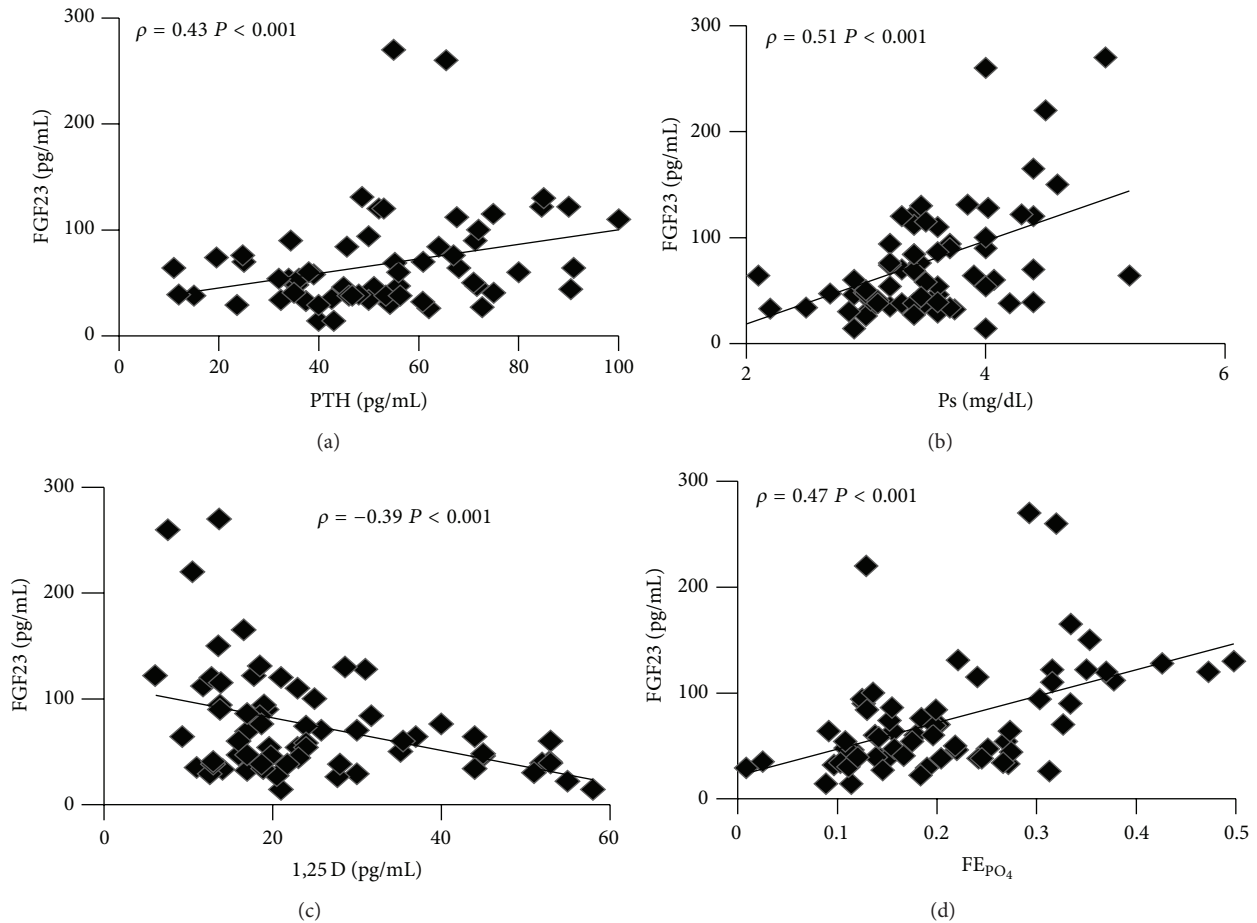 ρ = 0.43 P < 0.001
300
200
100
0
FGF23 (pg/mL)
0 20 40 60 80 100
PTH (pg/mL)
(a)
ρ = 0.51 P < 0.001
300
200
100
0
FGF23 (pg/mL)
2 4 6
Ps (mg/dL)
(b)
ρ = −0.39 P < 0.001
300
200
100
0
FGF23 (pg/mL)
0 20 40 60
1,25 D (pg/mL)
(c)
ρ = 0.47 P < 0.001
300
200
100
0
FGF23 (pg/mL)
0 0.1 0.2 0.3 0.4 0.5
FE_PO₄
(d)